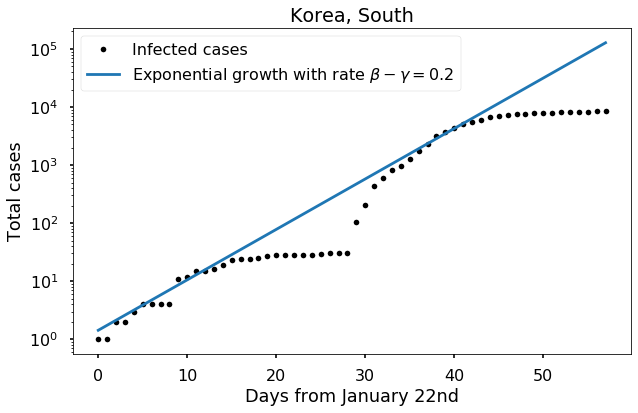 Korea, South
Infected cases
Exponential growth with rate β − γ = 0.2
Total cases
10⁵
10⁴
10³
10²
10¹
10⁰
0 10 20 30 40 50
Days from January 22nd